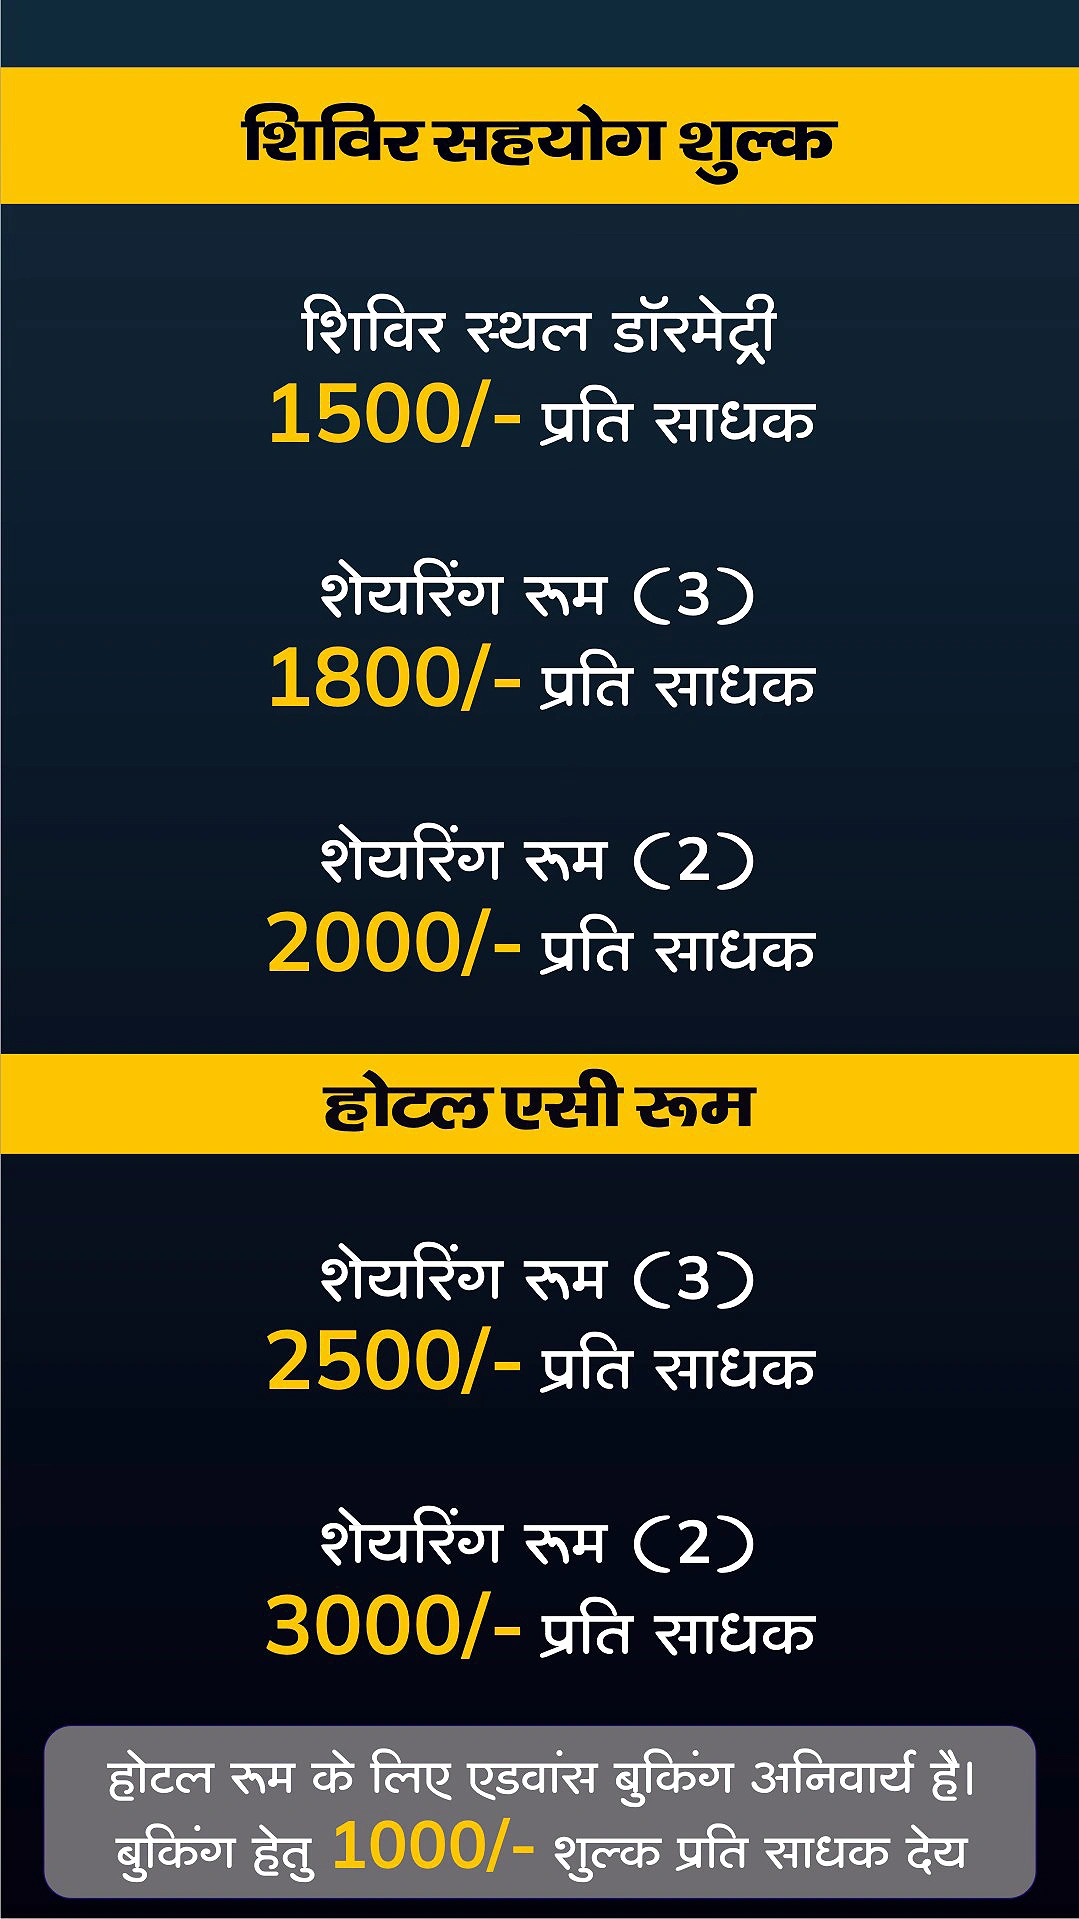 शिविर सहयोग शुल्क
शिविर स्थल डॉरमेट्री
1500/- प्रति साधक
शेयरिंग रूम (3)
1800/- प्रति साधक
शेयरिंग रूम (2)
2000/- प्रति साधक
होटल एसी रूम
शेयरिंग रूम (3)
2500/- प्रति साधक
शेयरिंग रूम (2)
3000/- प्रति साधक
होटल रूम के लिए एडवांस बुकिंग अनिवार्य है।
बुकिंग हेतु 1000/- शुल्क प्रति साधक देय